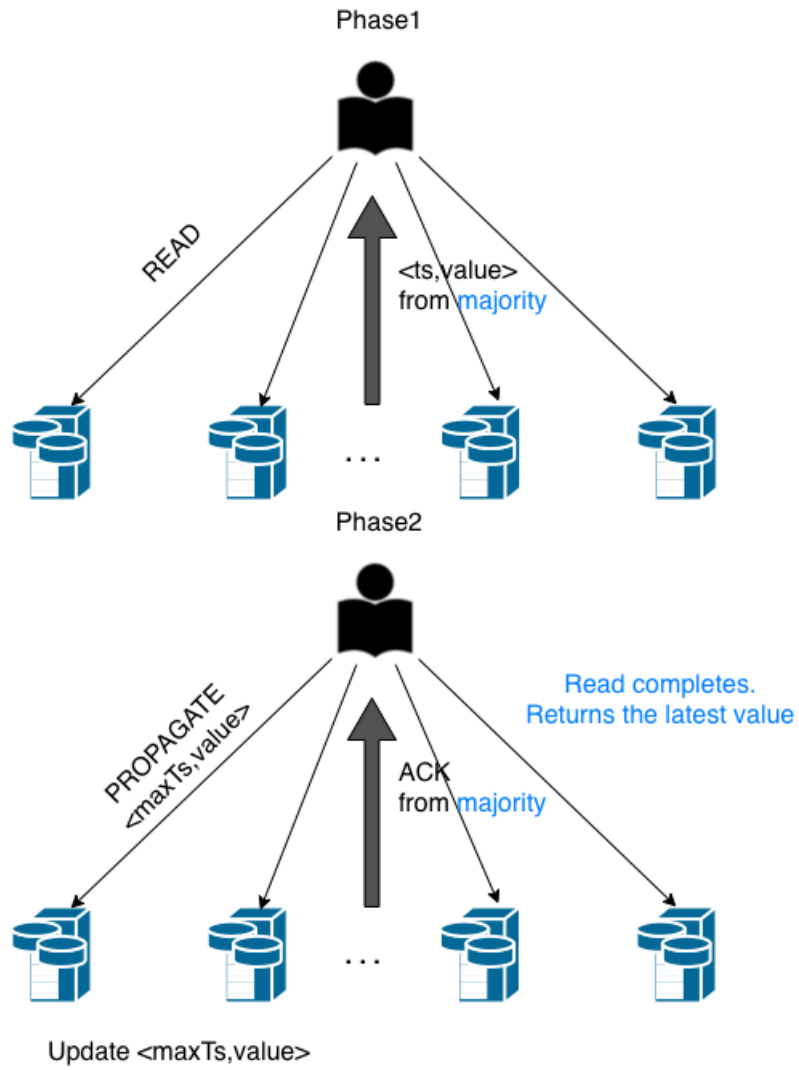 Phase1
READ
<ts,value>
from majority
...
Phase2
PROPAGATE
<maxTs,value>
Read completes.
Returns the latest value
ACK
from majority
...
Update <maxTs,value>